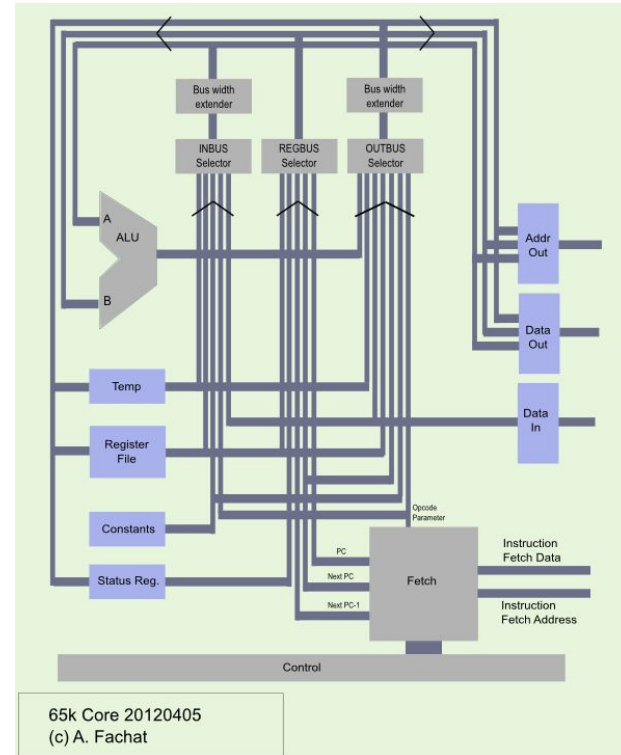 Bus width
extender
Bus width
extender
INBUS
Selector
REGBUS
Selector
OUTBUS
Selector
A
ALU
B
Addr
Out
Data
Out
Data
In
Temp
Register
File
Constants
Status Reg.
Opcode
Parameter
PC
Next PC
Next PC-1
Fetch
Instruction
Fetch Data
Instruction
Fetch Address
Control
65k Core 20120405
(c) A. Fachat